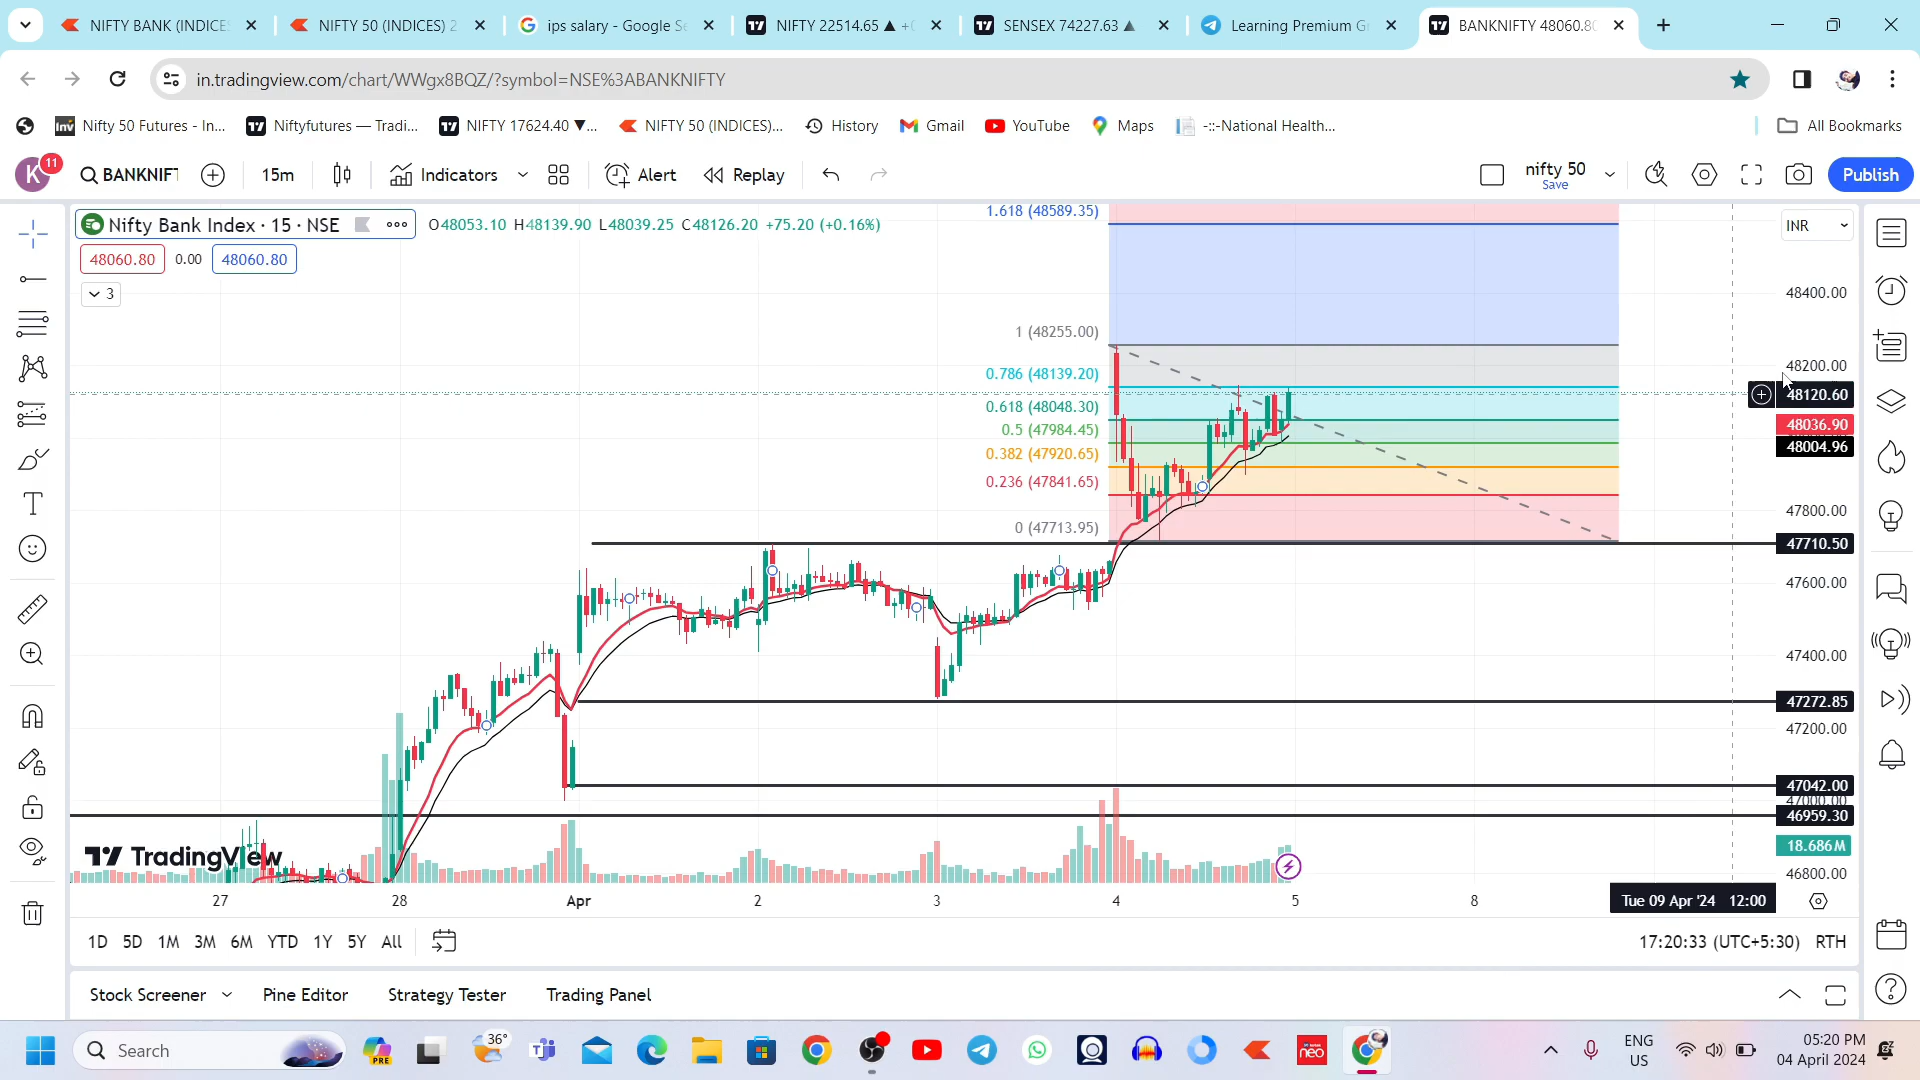 NIFTY BANK (INDICES
NIFTY 50 (INDICES) 2
ips salary - Google Se
NIFTY 22514.65 ▲ +0
SENSEX 74227.63 ▲
Learning Premium Gr
BANKNIFTY 48060.80
in.tradingview.com/chart/WWgx8BQZ/?symbol=NSE%3ABANKNIFTY
Nifty 50 Futures - In...
Niftyfutures — Tradi...
NIFTY 17624.40 ▼...
NIFTY 50 (INDICES)...
History
Gmail
YouTube
Maps
-::-National Health...
All Bookmarks
K 11
BANKNIFT
15m
Indicators
Alert
Replay
nifty 50
Save
Publish
Nifty Bank Index · 15 · NSE
O48053.10 H48139.90 L48039.25 C48126.20 +75.20 (+0.16%)
INR
48060.80 0.00 48060.80
3
1.618 (48589.35)
1 (48255.00)
0.786 (48139.20)
0.618 (48048.30)
0.5 (47984.45)
0.382 (47920.65)
0.236 (47841.65)
0 (47713.95)
48400.00
48200.00
48120.60
48036.90
48004.96
47800.00
47710.50
47600.00
47400.00
47272.85
47200.00
47042.00
47000.00
46959.30
18.686M
46800.00
TradingView
27 28 Apr 2 3 4 5 8
Tue 09 Apr '24 12:00
1D 5D 1M 3M 6M YTD 1Y 5Y All
17:20:33 (UTC+5:30) RTH
Stock Screener
Pine Editor
Strategy Tester
Trading Panel
Search
PRE
36°
neo
ENG
US
05:20 PM
04 April 2024